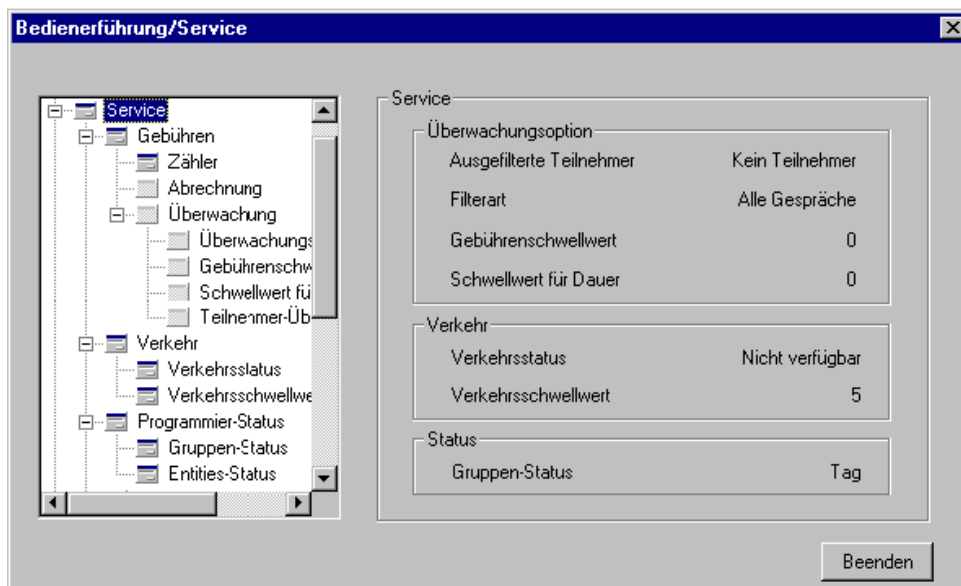 Bedienerführung/Service
Service
Gebühren
Zähler
Abrechnung
Überwachung
Überwachungs
Gebührenschw
Schwellwert fü
Teilnehmer-Üb
Verkehr
Verkehrsstatus
Verkehrsschwellwe
Programmier-Status
Gruppen-Status
Entities-Status
Service
Überwachungsoption
Ausgefilterte Teilnehmer Kein Teilnehmer
Filterart Alle Gespräche
Gebührenschwellwert 0
Schwellwert für Dauer 0
Verkehr
Verkehrsstatus Nicht verfügbar
Verkehrsschwellwert 5
Status
Gruppen-Status Tag
Beenden